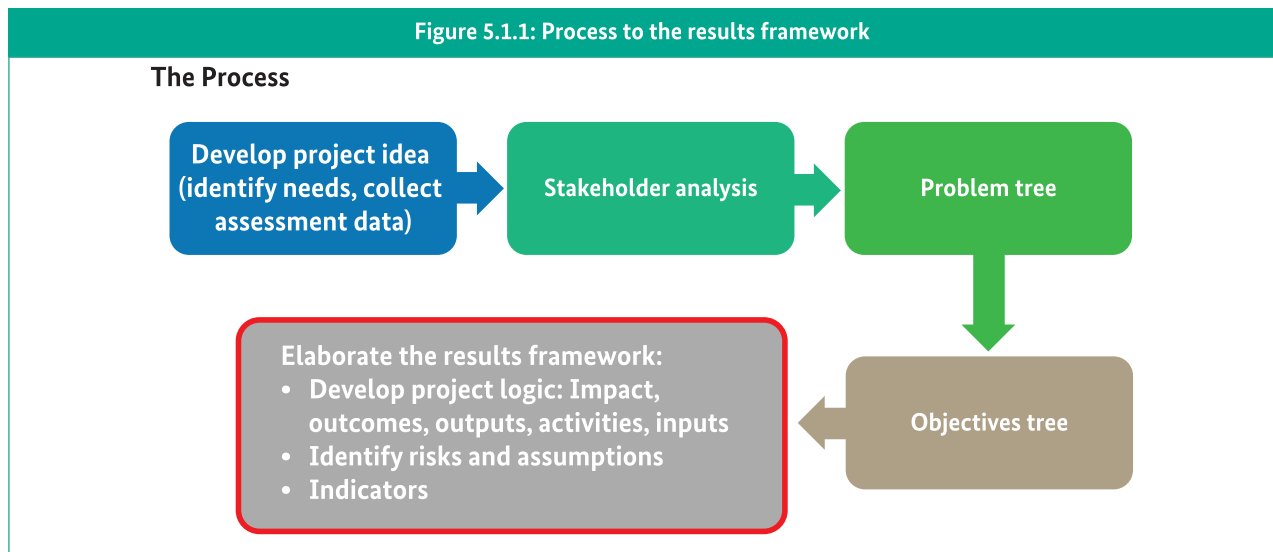 Figure 5.1.1: Process to the results framework
The Process
Develop project idea
(identify needs, collect
assessment data)
Stakeholder analysis
Problem tree
Objectives tree
Elaborate the results framework:
• Develop project logic: Impact,
outcomes, outputs, activities, inputs
• Identify risks and assumptions
• Indicators